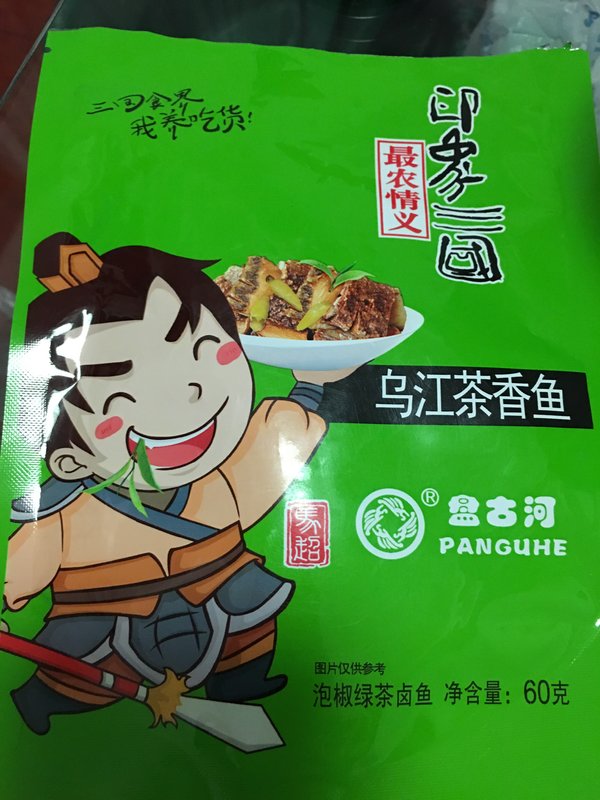 三国食界
我养吃货!
印象三國
最农情义
乌江茶香鱼
马超
®
盘古河
PANGUHE
图片仅供参考
泡椒绿茶卤鱼 净含量：60克